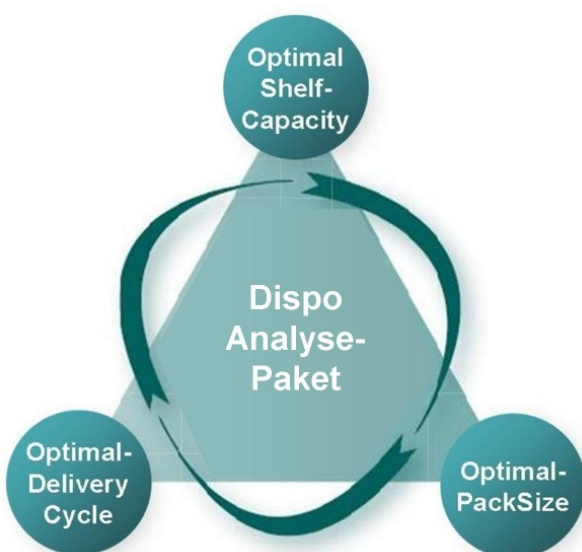 Optimal
Shelf-
Capacity
Dispo
Analyse-
Paket
Optimal-
Delivery
Cycle
Optimal-
PackSize